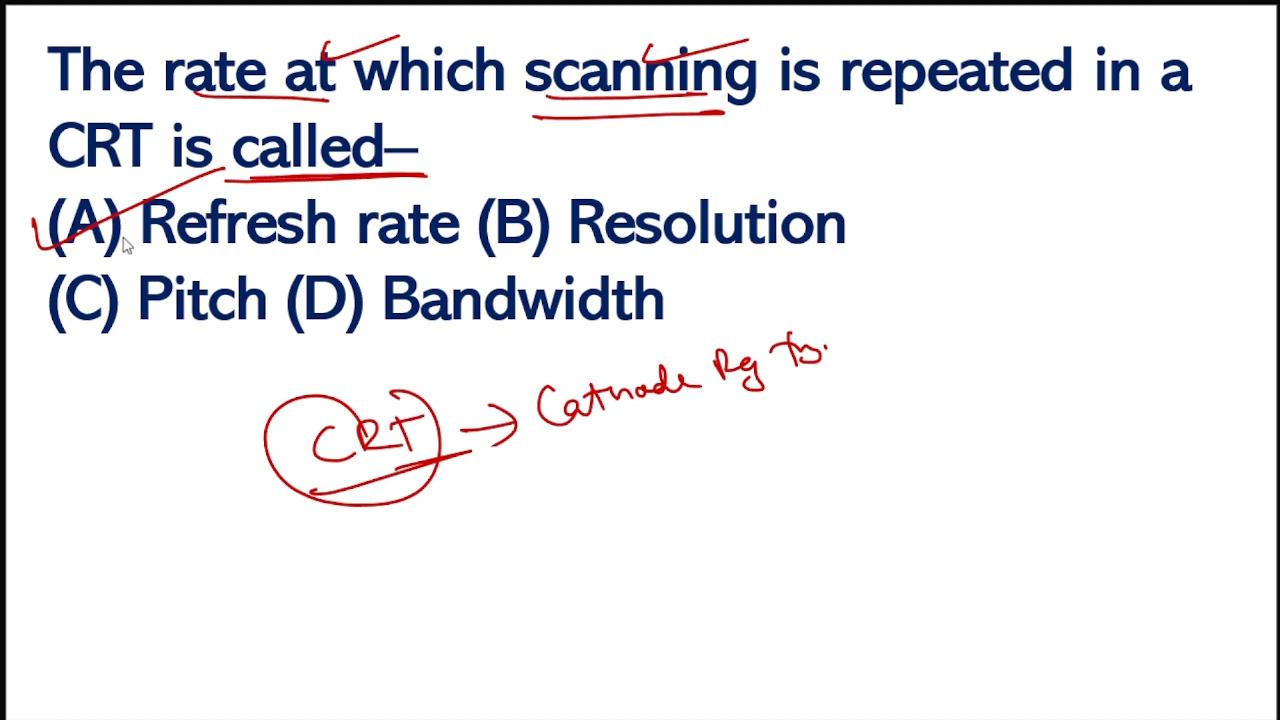 The rate at which scanning is repeated in a
CRT is called–
(A) Refresh rate (B) Resolution
(C) Pitch (D) Bandwidth
CRT → Cathode